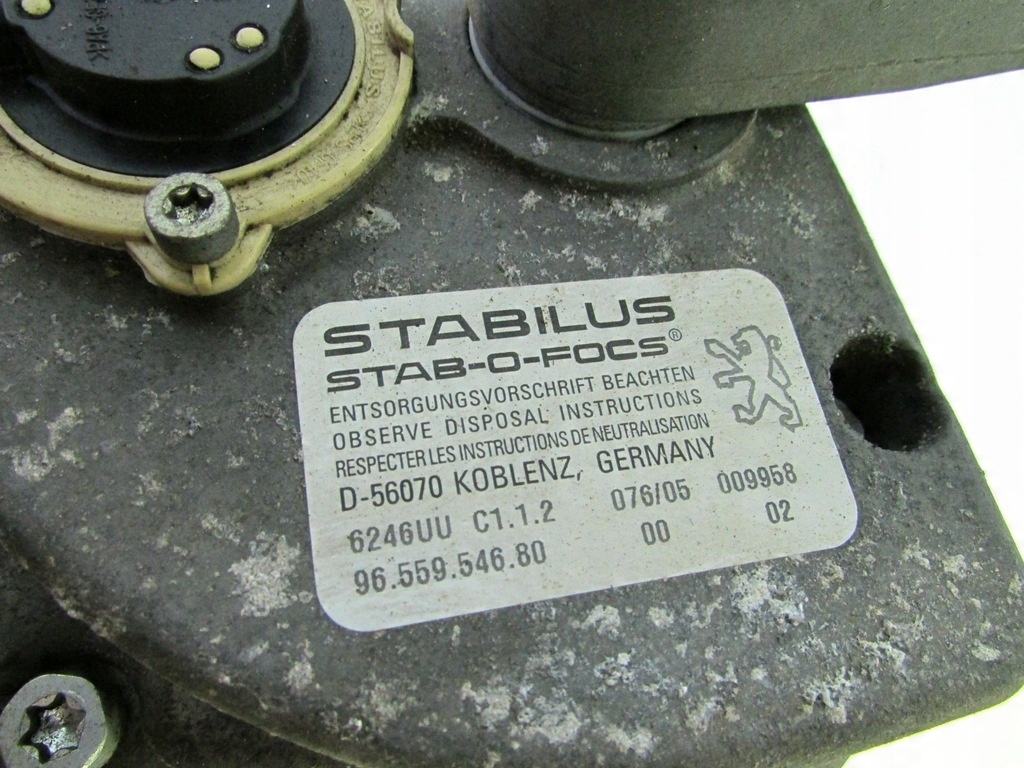 STABILUS
STABILUS
STAB-O-FOCS®
ENTSORGUNGSVORSCHRIFT BEACHTEN
OBSERVE DISPOSAL INSTRUCTIONS
RESPECTER LES INSTRUCTIONS DE NEUTRALISATION
D-56070 KOBLENZ, GERMANY
6246UU C1.1.2 076/05 009958
96.559.546.80 00 02